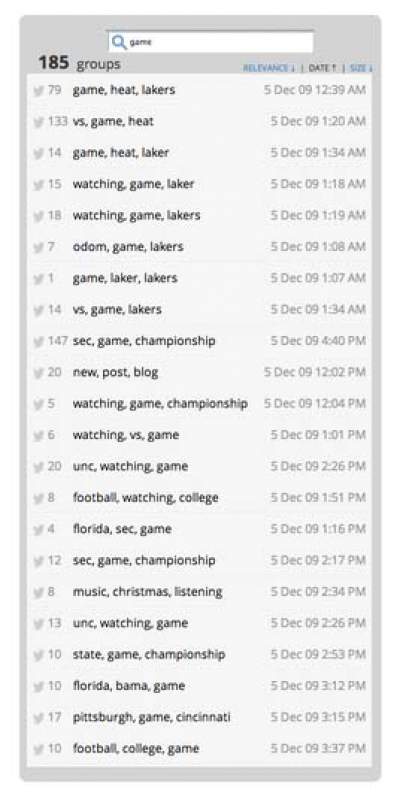 game
185 groups
RELEVANCE ↓ | DATE ↑ | SIZE ↓
79 game, heat, lakers 5 Dec 09 12:39 AM
133 vs, game, heat 5 Dec 09 1:20 AM
14 game, heat, laker 5 Dec 09 1:34 AM
15 watching, game, laker 5 Dec 09 1:18 AM
18 watching, game, lakers 5 Dec 09 1:19 AM
7 odom, game, lakers 5 Dec 09 1:08 AM
1 game, laker, lakers 5 Dec 09 1:07 AM
14 vs, game, lakers 5 Dec 09 1:34 AM
147 sec, game, championship 5 Dec 09 4:40 PM
20 new, post, blog 5 Dec 09 12:02 PM
5 watching, game, championship 5 Dec 09 12:04 PM
6 watching, vs, game 5 Dec 09 1:01 PM
20 unc, watching, game 5 Dec 09 2:26 PM
8 football, watching, college 5 Dec 09 1:51 PM
4 florida, sec, game 5 Dec 09 1:16 PM
12 sec, game, championship 5 Dec 09 2:17 PM
8 music, christmas, listening 5 Dec 09 2:34 PM
13 unc, watching, game 5 Dec 09 2:26 PM
10 state, game, championship 5 Dec 09 2:53 PM
10 florida, bama, game 5 Dec 09 3:12 PM
17 pittsburgh, game, cincinnati 5 Dec 09 3:15 PM
10 football, college, game 5 Dec 09 3:37 PM